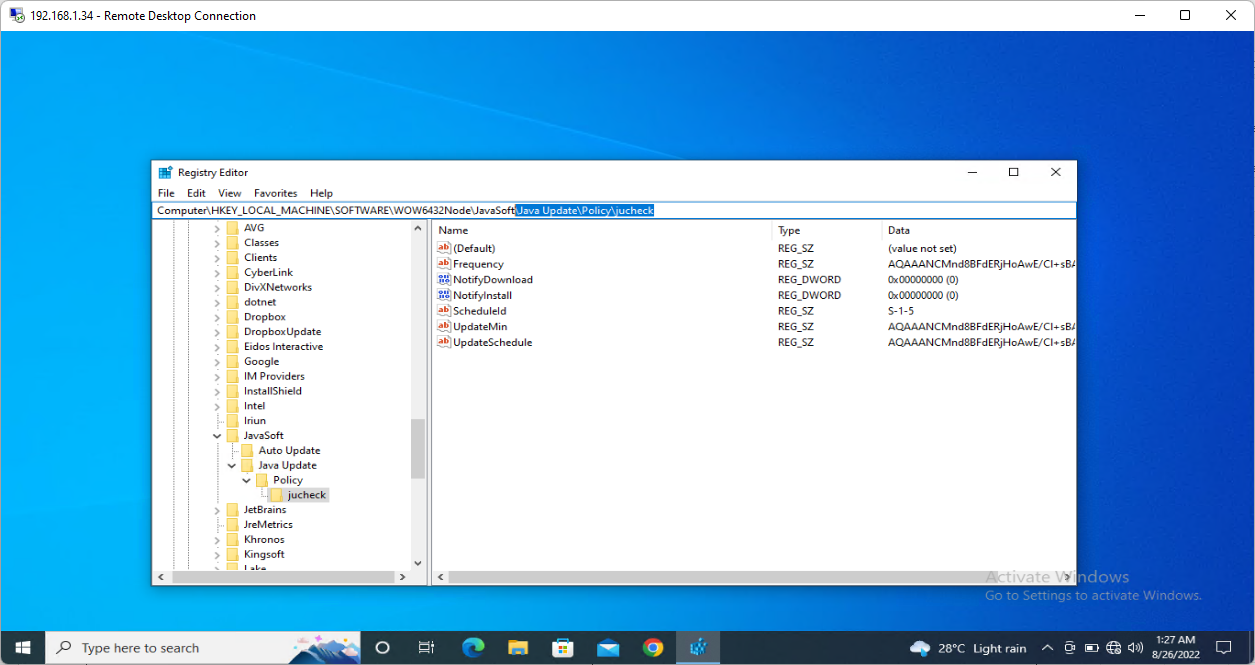 192.168.1.34 - Remote Desktop Connection
Registry Editor
File Edit View Favorites Help
Computer\HKEY_LOCAL_MACHINE\SOFTWARE\WOW6432Node\JavaSoft\Java Update\Policy\jucheck
AVG
Classes
Clients
CyberLink
DivXNetworks
dotnet
Dropbox
DropboxUpdate
Eidos Interactive
Google
IM Providers
InstallShield
Intel
Iriun
JavaSoft
Auto Update
Java Update
Policy
jucheck
JetBrains
JreMetrics
Khronos
Kingsoft
Lake
Name Type Data
(Default) REG_SZ (value not set)
Frequency REG_SZ AQAAANCMnd8BFdERjHoAwE/Cl+sBA
NotifyDownload REG_DWORD 0x00000000 (0)
NotifyInstall REG_DWORD 0x00000000 (0)
ScheduleId REG_SZ S-1-5
UpdateMin REG_SZ AQAAANCMnd8BFdERjHoAwE/Cl+sBA
UpdateSchedule REG_SZ AQAAANCMnd8BFdERjHoAwE/Cl+sBA
Activate Windows
Go to Settings to activate Windows.
Type here to search
28°C Light rain
1:27 AM
8/26/2022